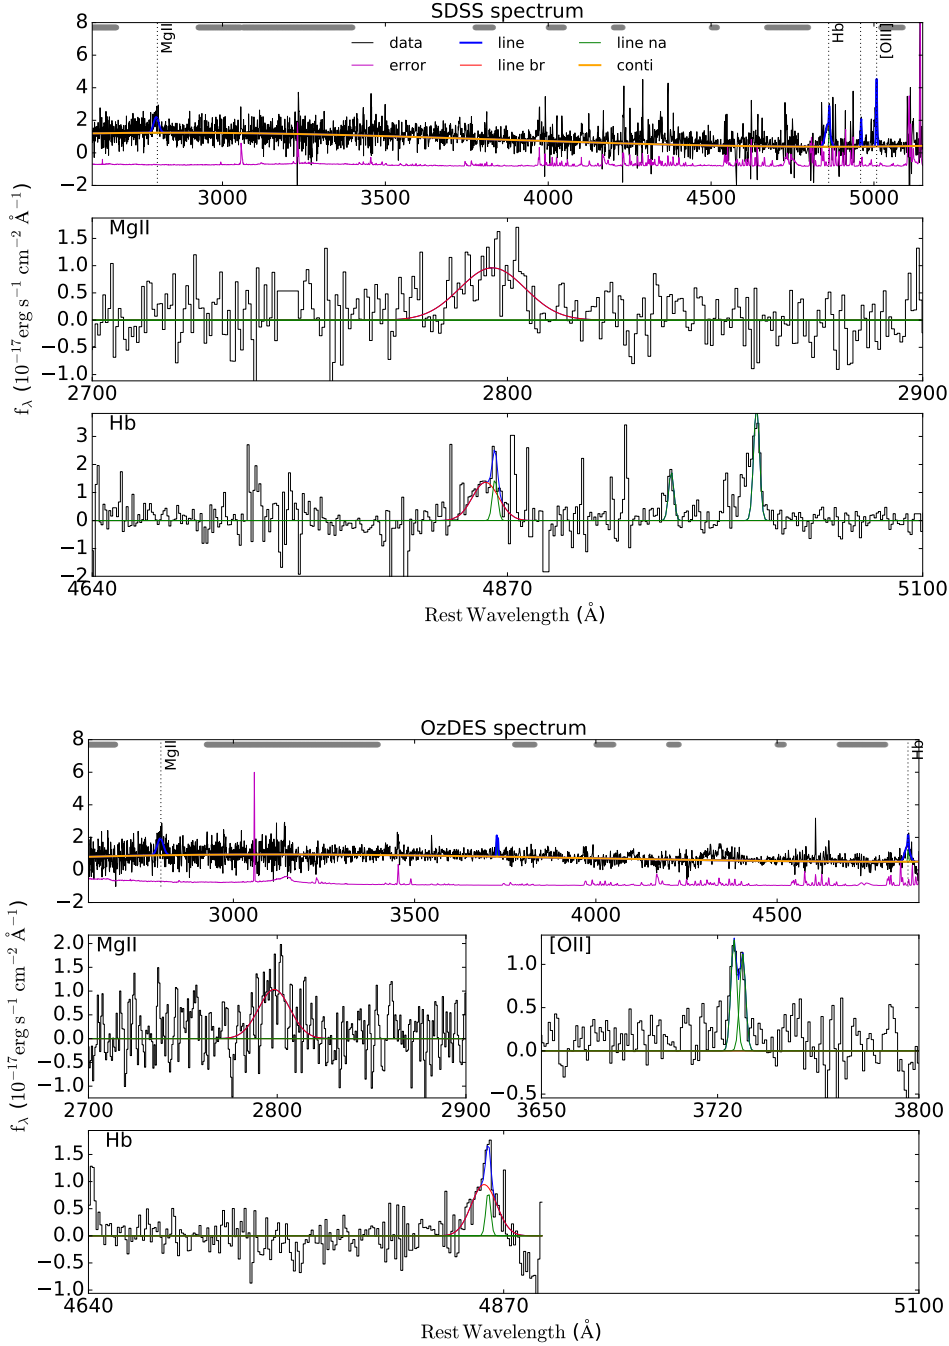 SDSS spectrum
8
6
4
2
0
−2
MgII
Hb
[OIII]
data
line
line na
error
line br
conti
3000
3500
4000
4500
5000
MgII
1.5
1.0
0.5
0.0
−0.5
−1.0
2700
2800
2900
f_λ (10⁻¹⁷erg s⁻¹ cm⁻² Å⁻¹)
Hb
3
2
1
0
−1
−2
4640
4870
5100
Rest Wavelength (Å)
OzDES spectrum
8
6
4
2
0
−2
MgII
Hb
3000
3500
4000
4500
MgII
2.0
1.5
1.0
0.5
0.0
−0.5
−1.0
2700
2800
2900
[OII]
1.0
0.5
0.0
−0.5
3650
3720
3800
f_λ (10⁻¹⁷erg s⁻¹ cm⁻² Å⁻¹)
Hb
1.5
1.0
0.5
0.0
−0.5
−1.0
4640
4870
5100
Rest Wavelength (Å)